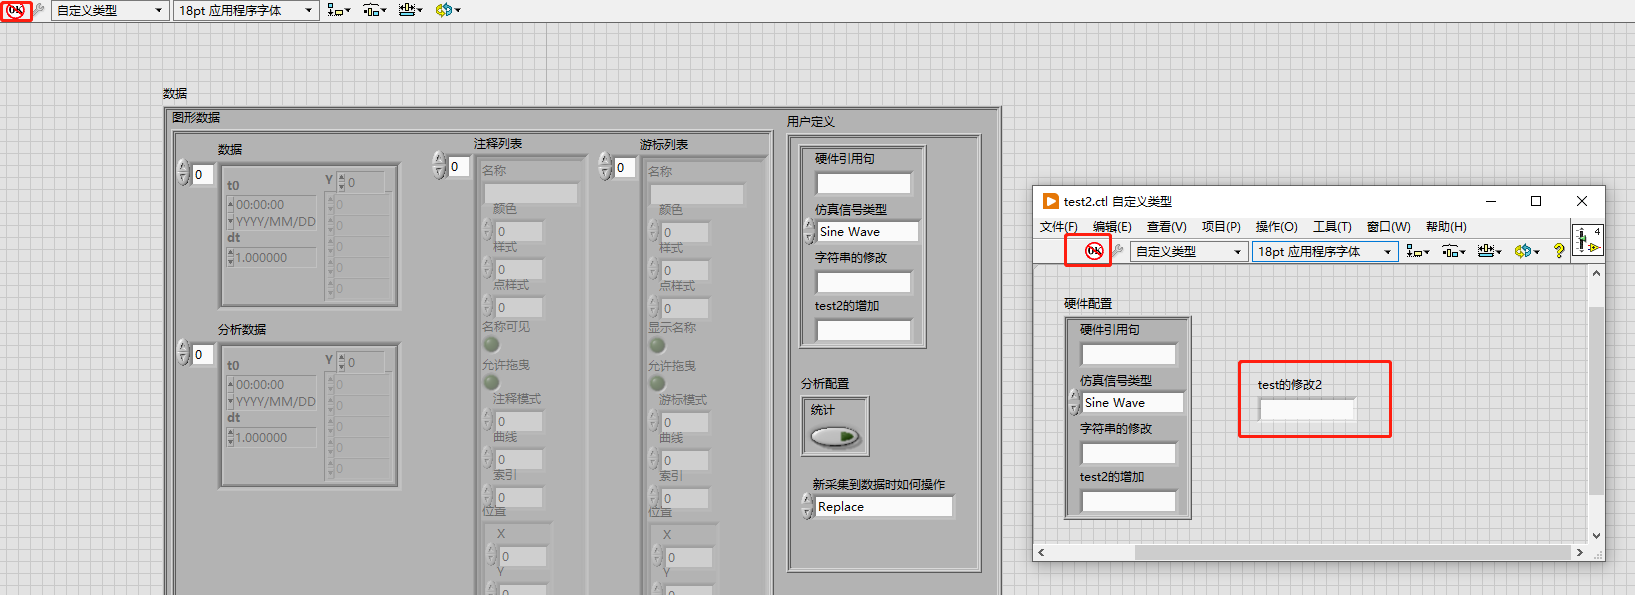 OK 自定义类型 18pt 应用程序字体
数据
图形数据
数据
0
t0
00:00:00
YYYY/MM/DD
dt
1.000000
Y 0
0
0
0
0
0
分析数据
0
t0
00:00:00
YYYY/MM/DD
dt
1.000000
Y 0
0
0
0
0
0
注释列表
0
名称
颜色
0
样式
0
点样式
0
名称可见
允许拖曳
注释模式
0
曲线
0
索引
0
位置
X
0
Y
0
游标列表
0
名称
颜色
0
样式
0
点样式
0
显示名称
允许拖曳
游标模式
0
曲线
0
索引
0
位置
X
0
Y
0
用户定义
硬件引用句
仿真信号类型
Sine Wave
字符串的修改
test2的增加
分析配置
统计
新采集到数据时如何操作
Replace
test2.ctl 自定义类型
文件(F) 编辑(E) 查看(V) 项目(P) 操作(O) 工具(T) 窗口(W) 帮助(H)
4
OK 自定义类型 18pt 应用程序字体 ?
硬件配置
硬件引用句
仿真信号类型
Sine Wave
字符串的修改
test2的增加
test的修改2